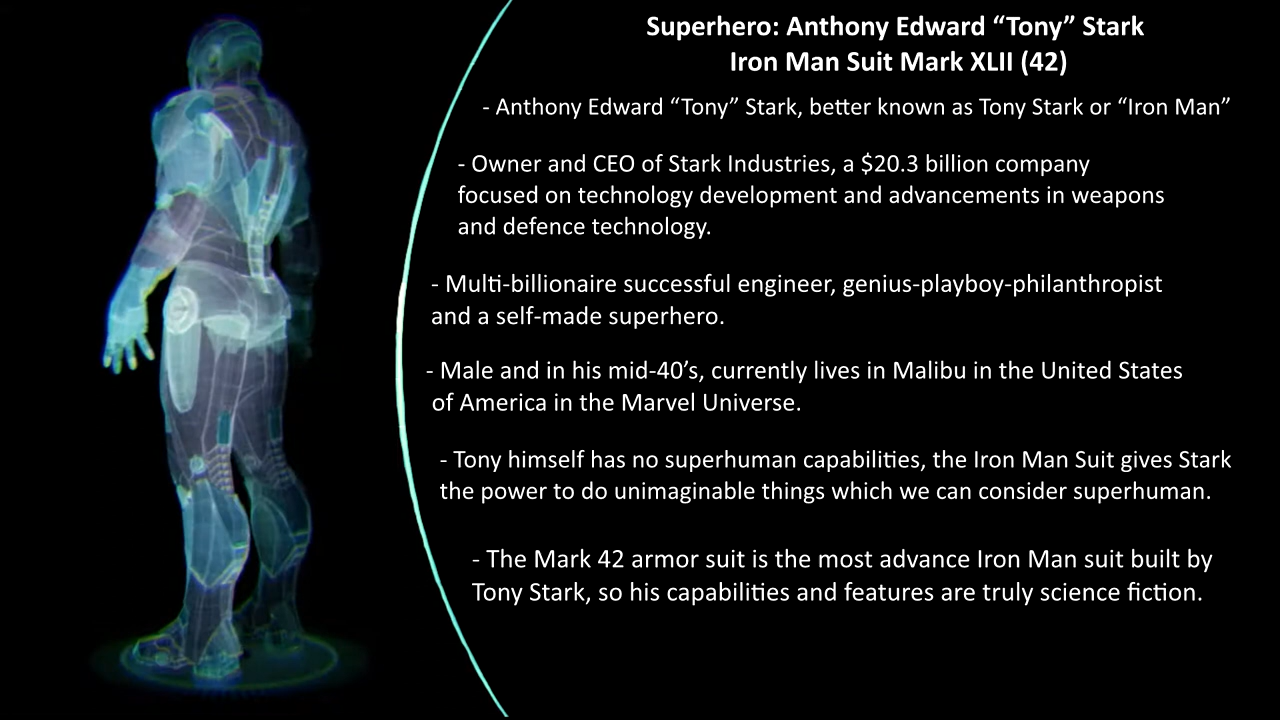 Superhero: Anthony Edward “Tony” Stark
Iron Man Suit Mark XLII (42)
- Anthony Edward “Tony” Stark, better known as Tony Stark or “Iron Man”
- Owner and CEO of Stark Industries, a $20.3 billion company
focused on technology development and advancements in weapons
and defence technology.
- Multi-billionaire successful engineer, genius-playboy-philanthropist
and a self-made superhero.
- Male and in his mid-40’s, currently lives in Malibu in the United States
of America in the Marvel Universe.
- Tony himself has no superhuman capabilities, the Iron Man Suit gives Stark
the power to do unimaginable things which we can consider superhuman.
- The Mark 42 armor suit is the most advance Iron Man suit built by
Tony Stark, so his capabilities and features are truly science fiction.